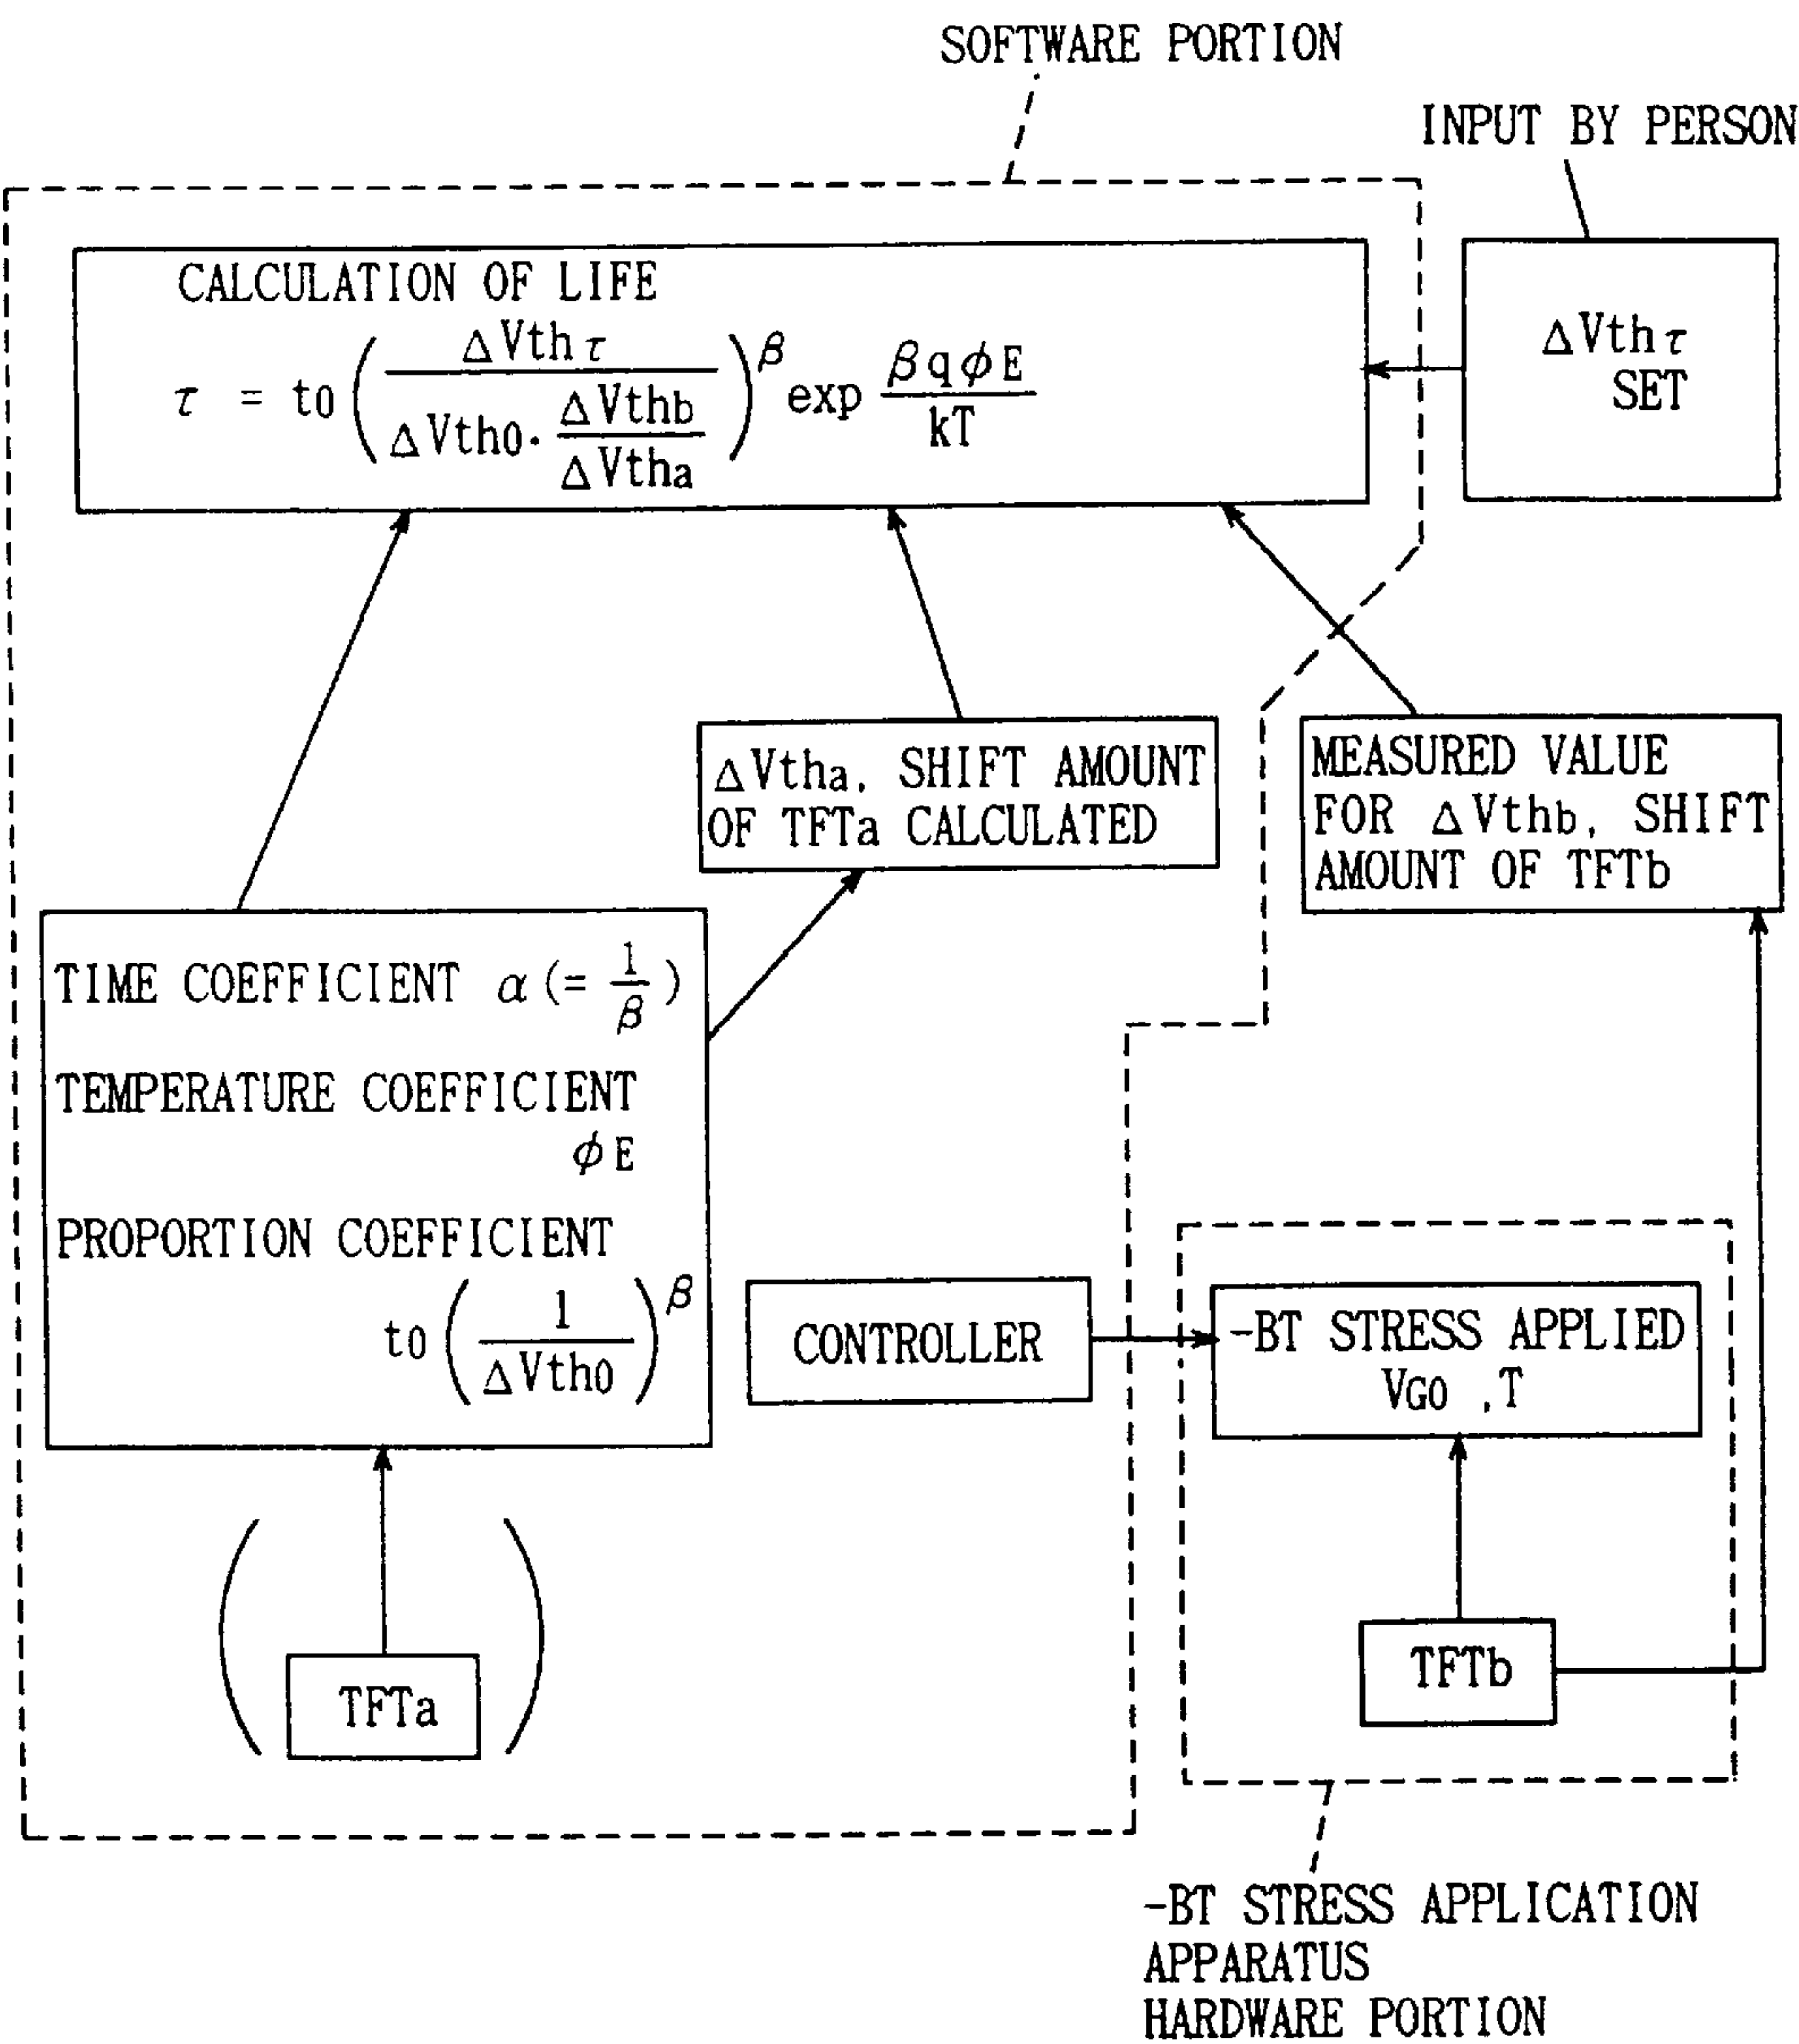 SOFTWARE PORTION
INPUT BY PERSON
CALCULATION OF LIFE
τ = t0 ( ΔVthτ / ( ΔVth0 · ΔVthb / ΔVtha ) )^β exp βqϕE / kT
ΔVthτ
SET
ΔVtha, SHIFT AMOUNT
OF TFTa CALCULATED
MEASURED VALUE
FOR ΔVthb, SHIFT
AMOUNT OF TFTb
TIME COEFFICIENT α (= 1/β )
TEMPERATURE COEFFICIENT
ϕE
PROPORTION COEFFICIENT
t0 ( 1 / ΔVth0 )^β
CONTROLLER
-BT STRESS APPLIED
VG0 ,T
TFTa
TFTb
-BT STRESS APPLICATION
APPARATUS
HARDWARE PORTION